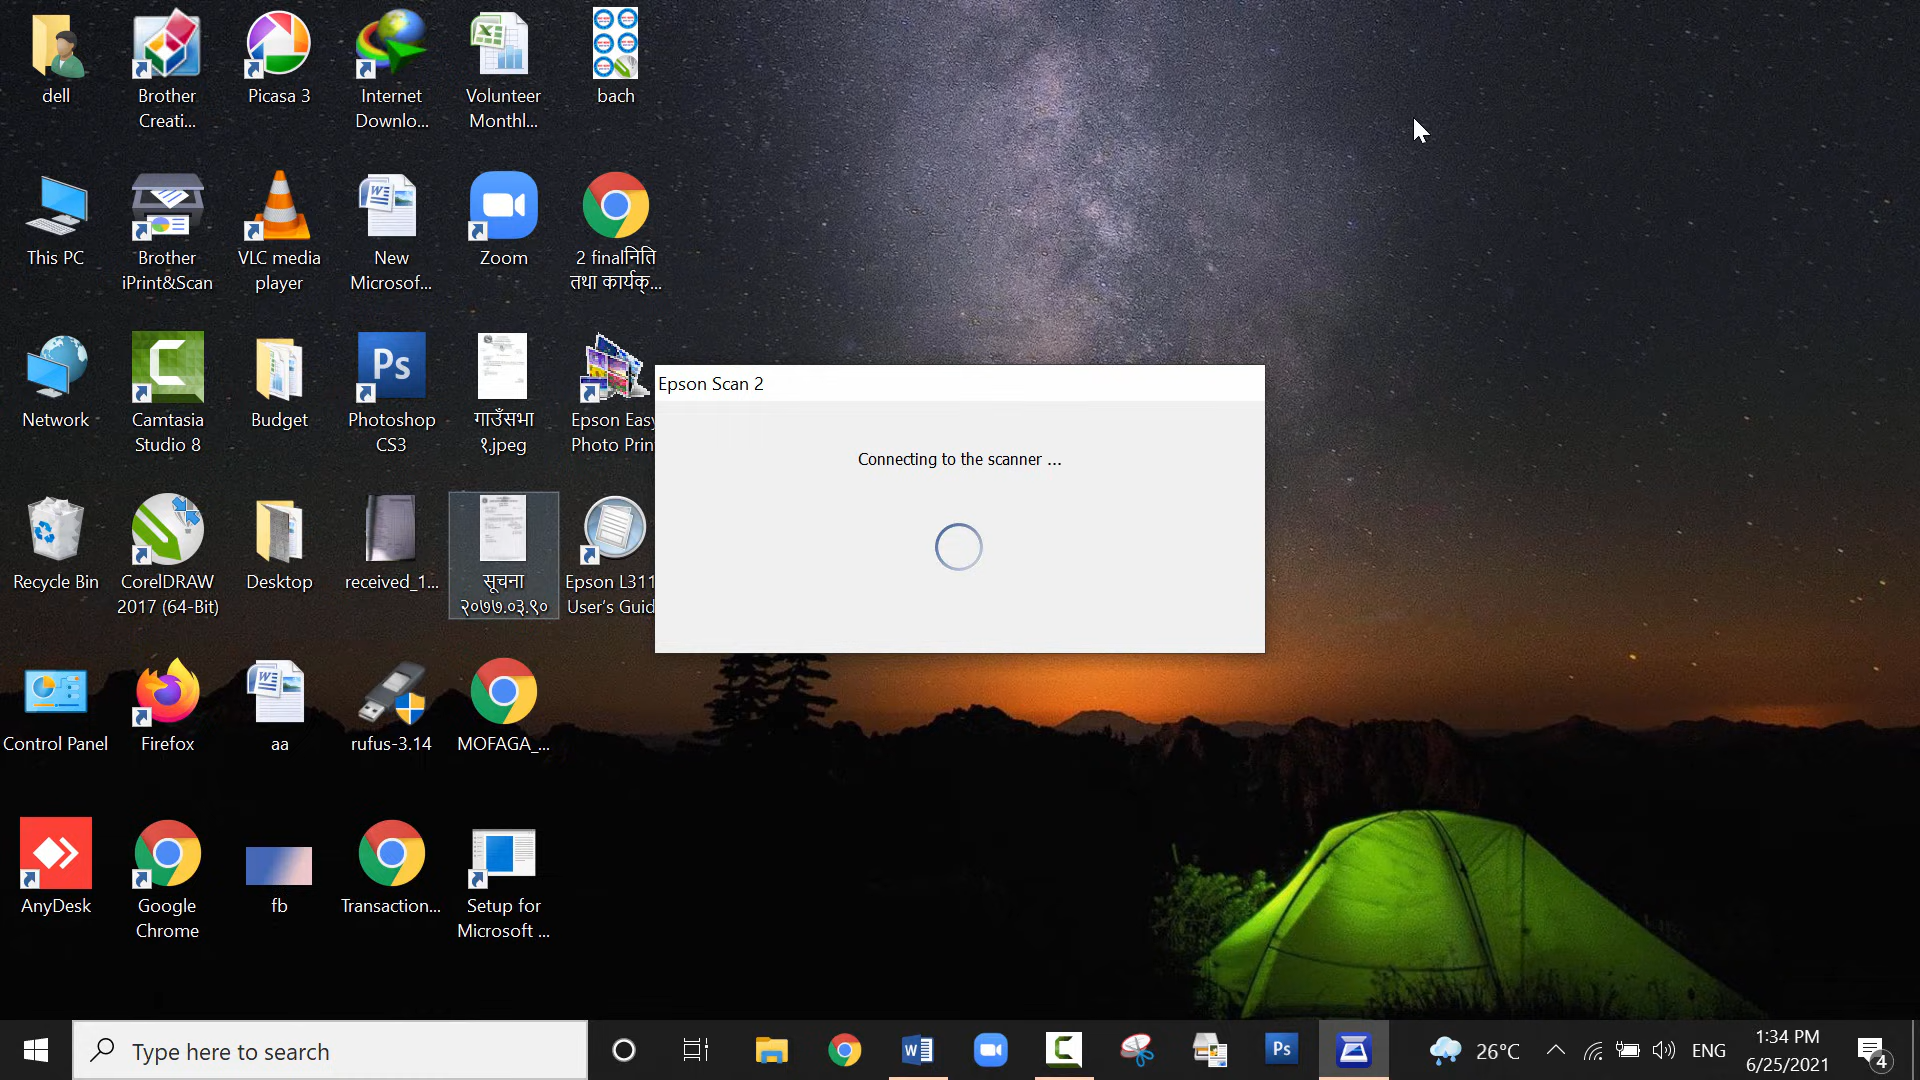 dell
Brother
Creati...
Picasa 3
Internet
Downlo...
Volunteer
Monthl...
bach
This PC
Brother
iPrint&Scan
VLC media
player
New
Microsof...
Zoom
2 finalनिति
तथा कार्यक्...
Network
Camtasia
Studio 8
Budget
Ps
Photoshop
CS3
गाउँसभा
१.jpeg
Epson Easy
Photo Prin
Epson Scan 2
Connecting to the scanner ...
Recycle Bin
CorelDRAW
2017 (64-Bit)
Desktop
received_1...
सूचना
२०७७.०३.९०
Epson L311
User's Guid
Control Panel
Firefox
aa
rufus-3.14
MOFAGA_...
AnyDesk
Google
Chrome
fb
Transaction...
Setup for
Microsoft ...
Type here to search
Ps
26°C
ENG
1:34 PM
6/25/2021
4